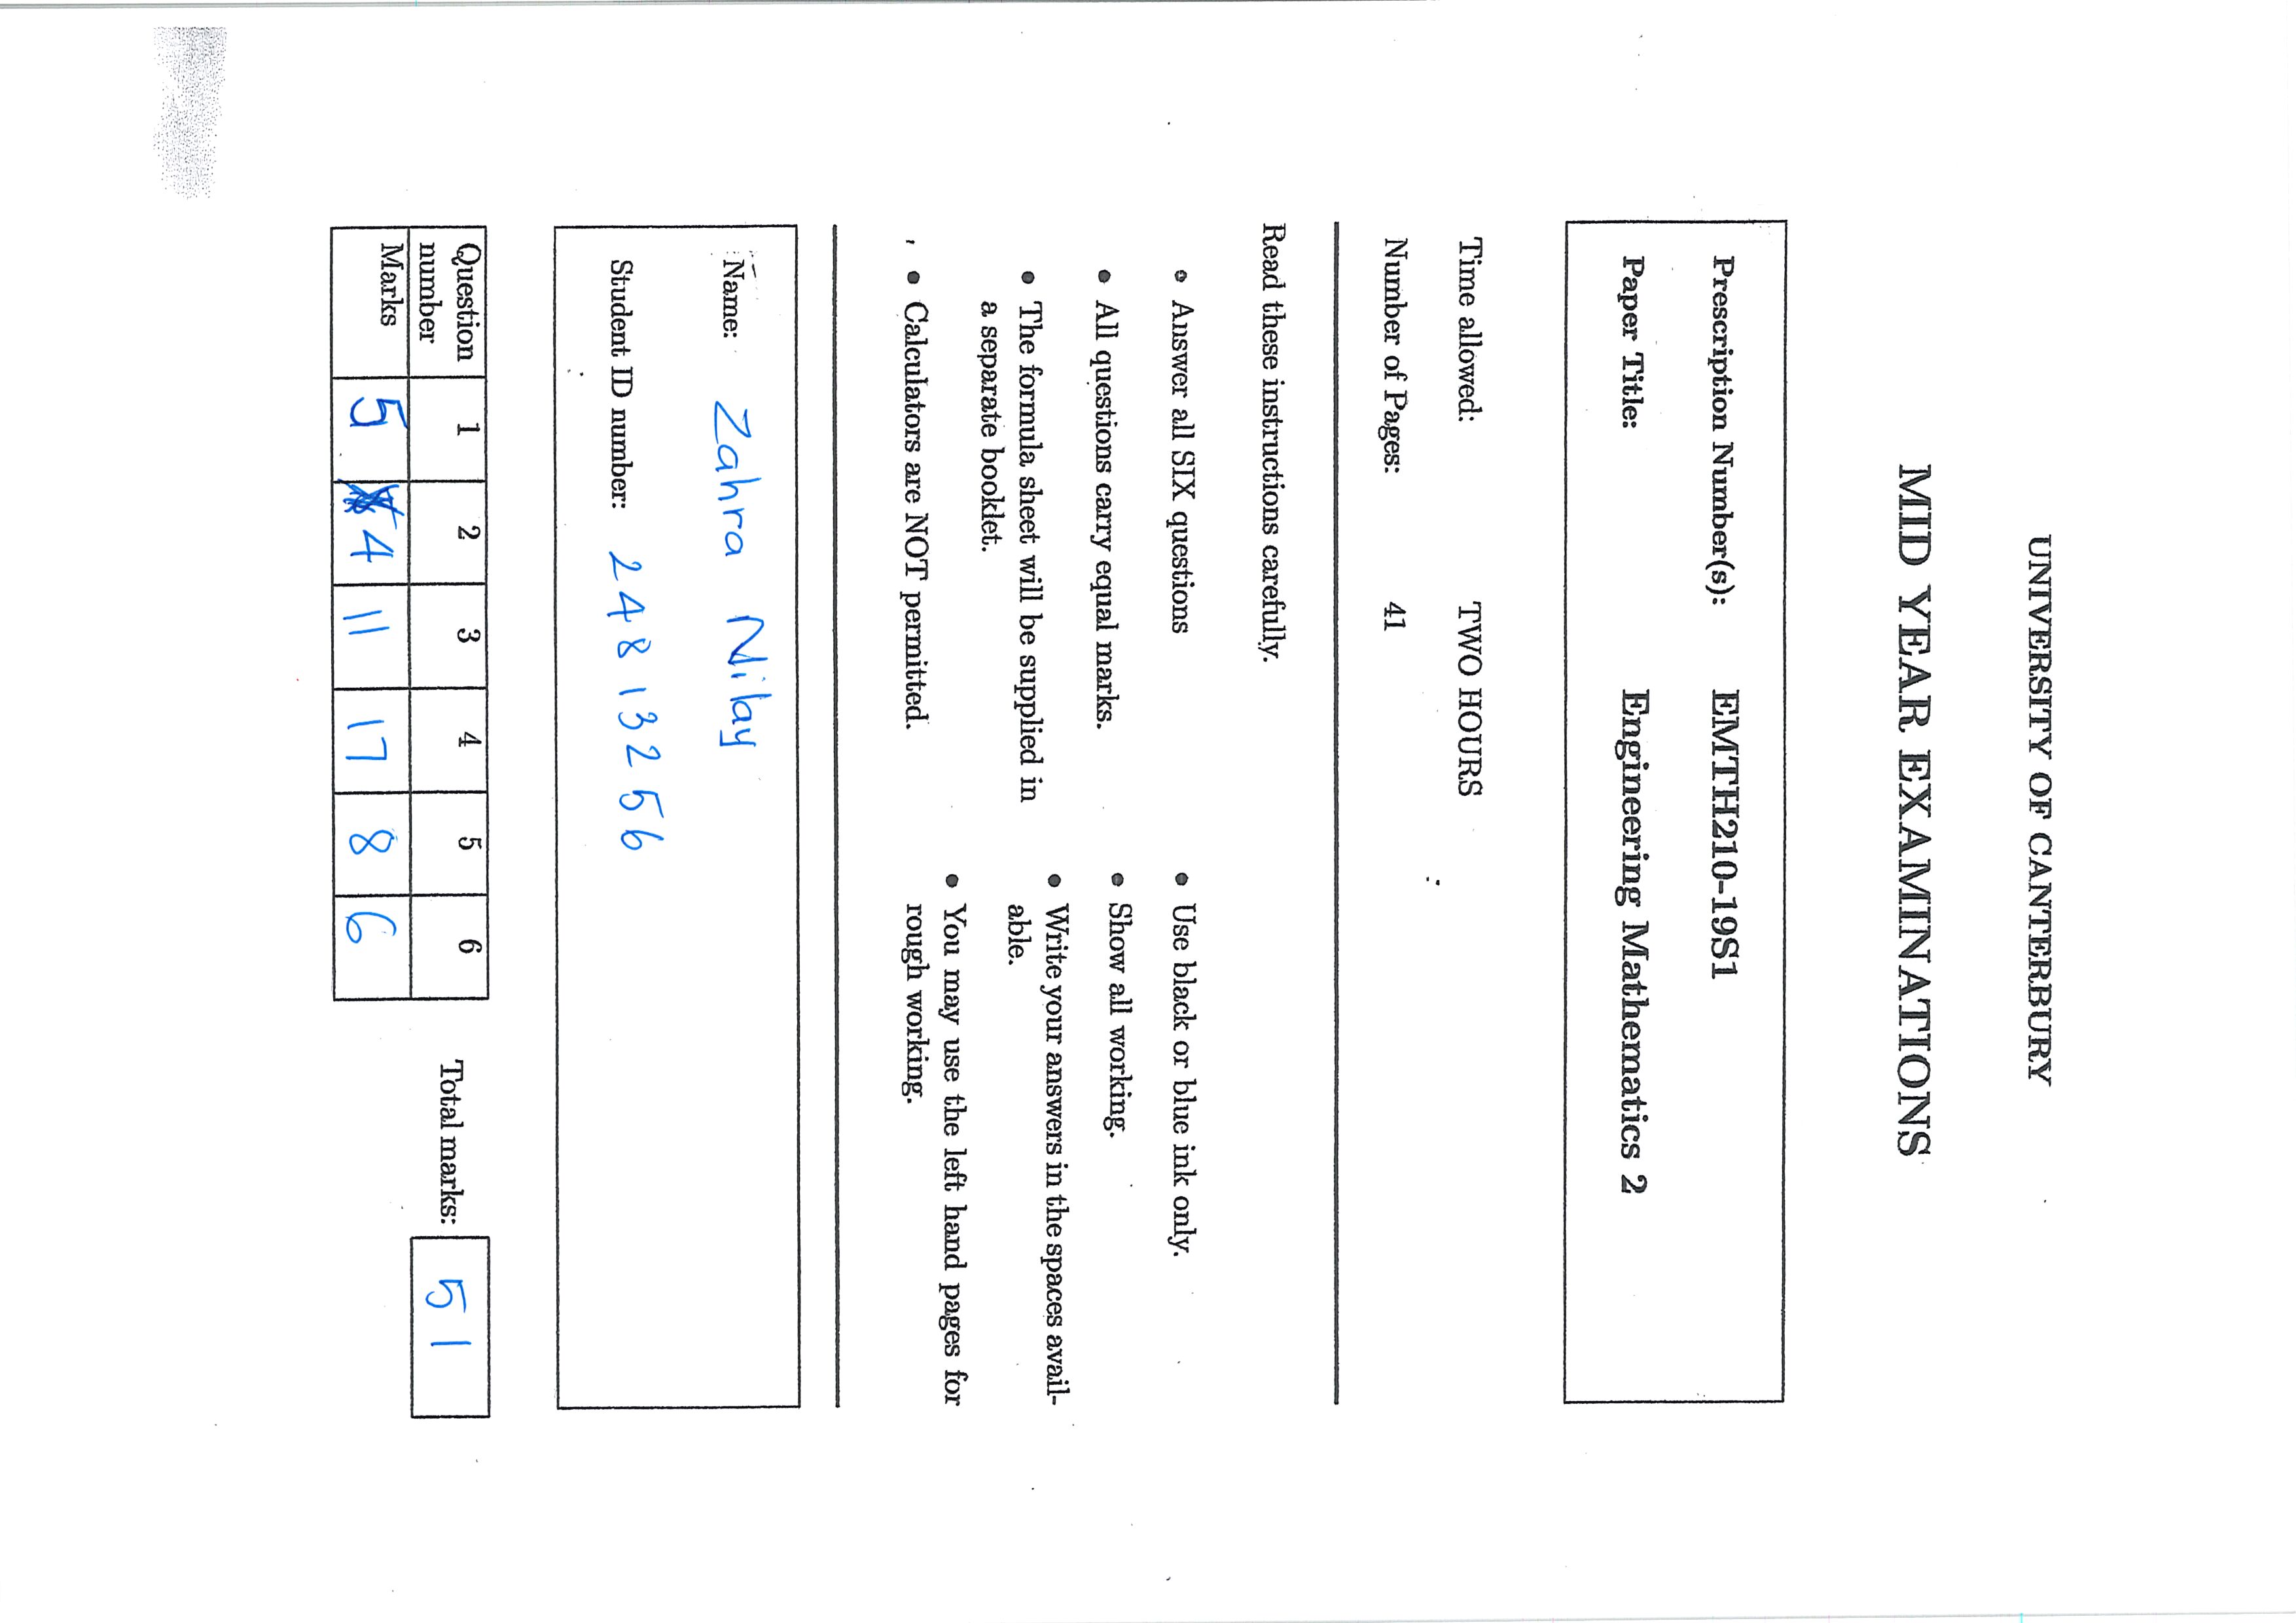 UNIVERSITY OF CANTERBURY
MID YEAR EXAMINATIONS
Prescription Number(s): EMTH210-19S1
Paper Title: Engineering Mathematics 2
Time allowed: TWO HOURS
Number of Pages: 41
Read these instructions carefully.
• Answer all SIX questions
• All questions carry equal marks.
• The formula sheet will be supplied in
a separate booklet.
• Calculators are NOT permitted.
• Use black or blue ink only.
• Show all working.
• Write your answers in the spaces avail-
able.
• You may use the left hand pages for
rough working.
Name: Zahra Nilay
Student ID number: 24813256
Question number 1 2 3 4 5 6
Marks 5 4 11 17 8 6
Total marks: 51